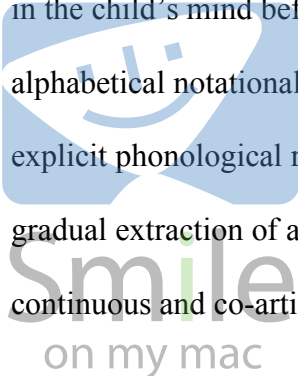 in the child's mind bef
alphabetical notational
explicit phonological r
gradual extraction of a
Smile
continuous and co-arti
on my mac